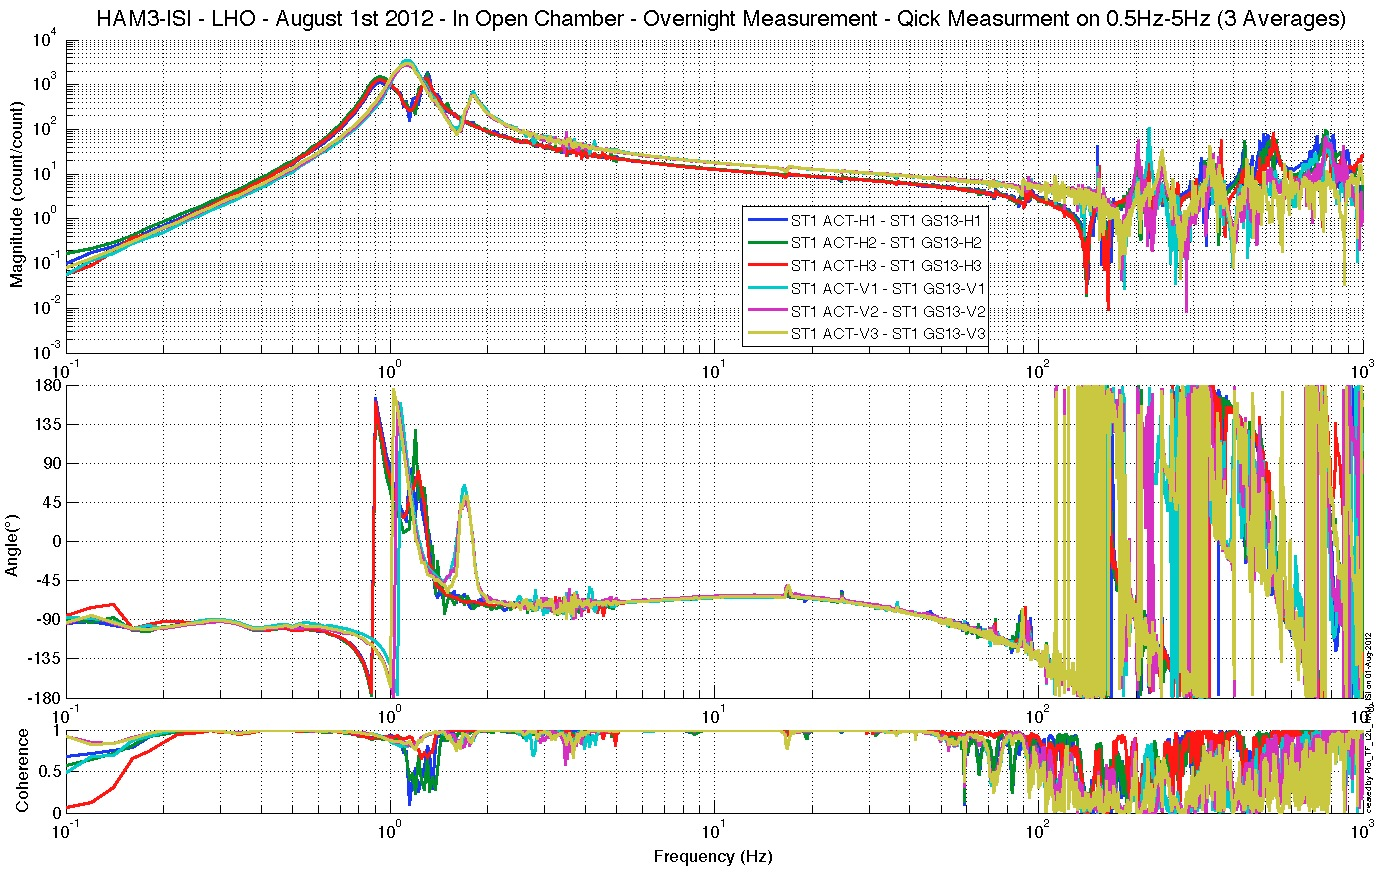 HAM3-ISI - LHO - August 1st 2012 - In Open Chamber - Overnight Measurement - Qick Measurment on 0.5Hz-5Hz (3 Averages)
Magnitude (count/count)
10^4
10^3
10^2
10^1
10^0
10^-1
10^-2
10^-3
ST1 ACT-H1 - ST1 GS13-H1
ST1 ACT-H2 - ST1 GS13-H2
ST1 ACT-H3 - ST1 GS13-H3
ST1 ACT-V1 - ST1 GS13-V1
ST1 ACT-V2 - ST1 GS13-V2
ST1 ACT-V3 - ST1 GS13-V3
10^-1 10^0 10^1 10^2 10^3
Angle(°)
180
135
90
45
0
-45
-90
-135
-180
10^-1 10^0 10^1 10^2
Coherence
1
0.5
0
10^-1 10^0 10^1 10^2 10^3
Frequency (Hz)
ISI on 01-Aug-2012